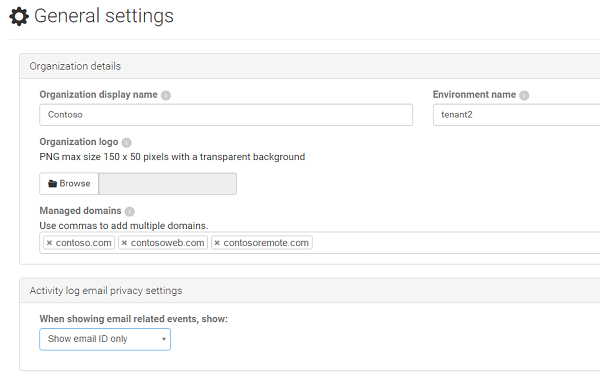 General settings
Organization details
Organization display name
Environment name
Contoso
tenant2
Organization logo
PNG max size 150 x 50 pixels with a transparent background
Browse
Managed domains
Use commas to add multiple domains.
× contoso.com × contosoweb.com × contosoremote.com
Activity log email privacy settings
When showing email related events, show:
Show email ID only